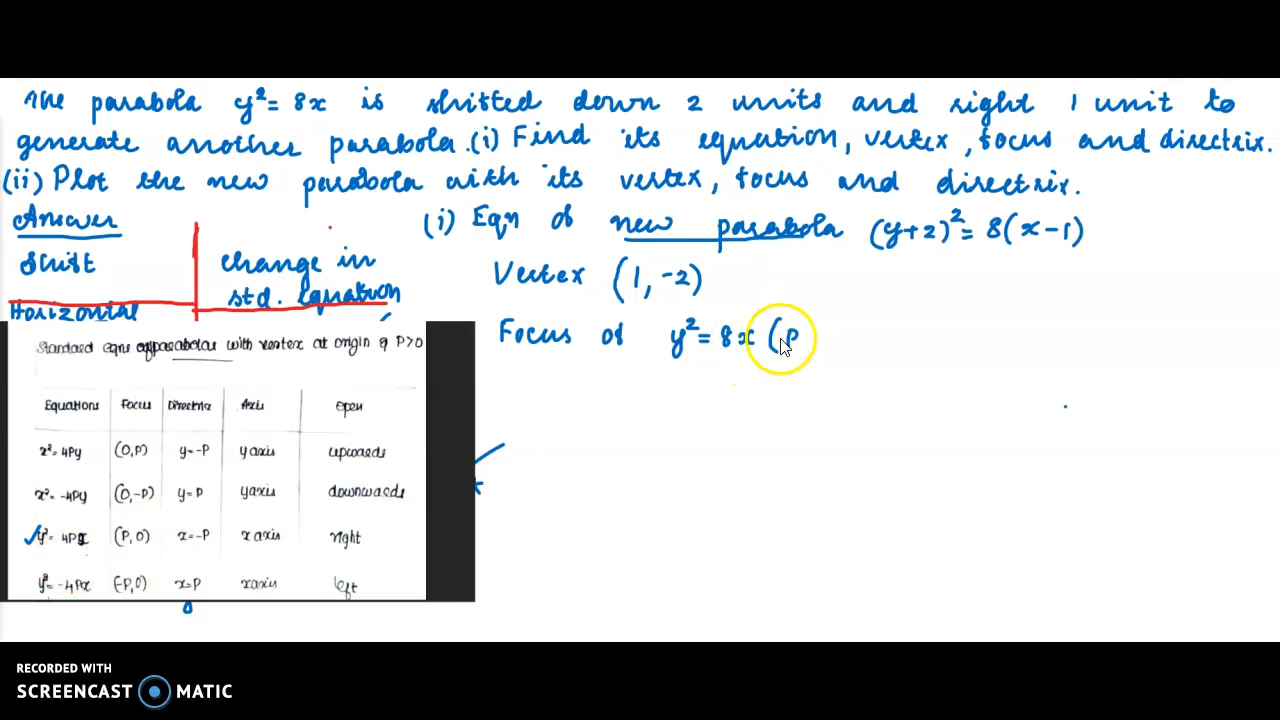 The parabola y² = 8x is shifted down 2 units and right 1 unit to
generate another parabola. (i) Find its equation, vertex, focus and directrix.
(ii) Plot the new parabola with its vertex, focus and directrix.
Answer
(i) Eqn of new parabola (y+2)² = 8(x-1)
Shift change in
std. equation
Horizontal
Vertex (1, -2)
Focus of y² = 8x (P
Standard eqns of parabolas with vertex at origin & P>0
Equations Focus Directrix Axis Open
x² = 4Py (0,P) y=-P y axis upwards
x² = -4Py (0,-P) y=P y axis downwards
✓ y² = 4Px (P,0) x=-P x axis right
y² = -4Px (-P,0) x=P x axis left
RECORDED WITH
SCREENCAST MATIC